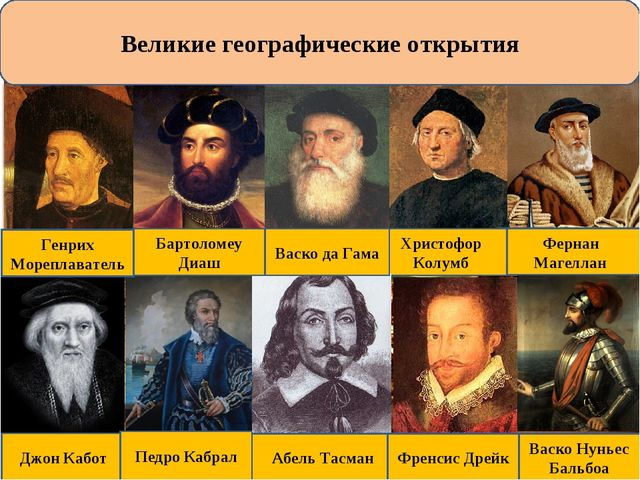 Великие географические открытия
Генрих
Мореплаватель
Бартоломеу
Диаш
Васко да Гама
Христофор
Колумб
Фернан
Магеллан
Джон Кабот
Педро Кабрал
Абель Тасман
Френсис Дрейк
Васко Нуньес
Бальбоа